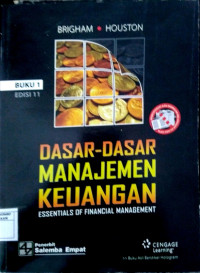 BRIGHAM • HOUSTON
BUKU 1
EDISI 11
DASAR-DASAR
MANAJEMEN
KEUANGAN
ESSENTIALS OF FINANCIAL MANAGEMENT
Penerbit
Salemba Empat
CENGAGE
Learning